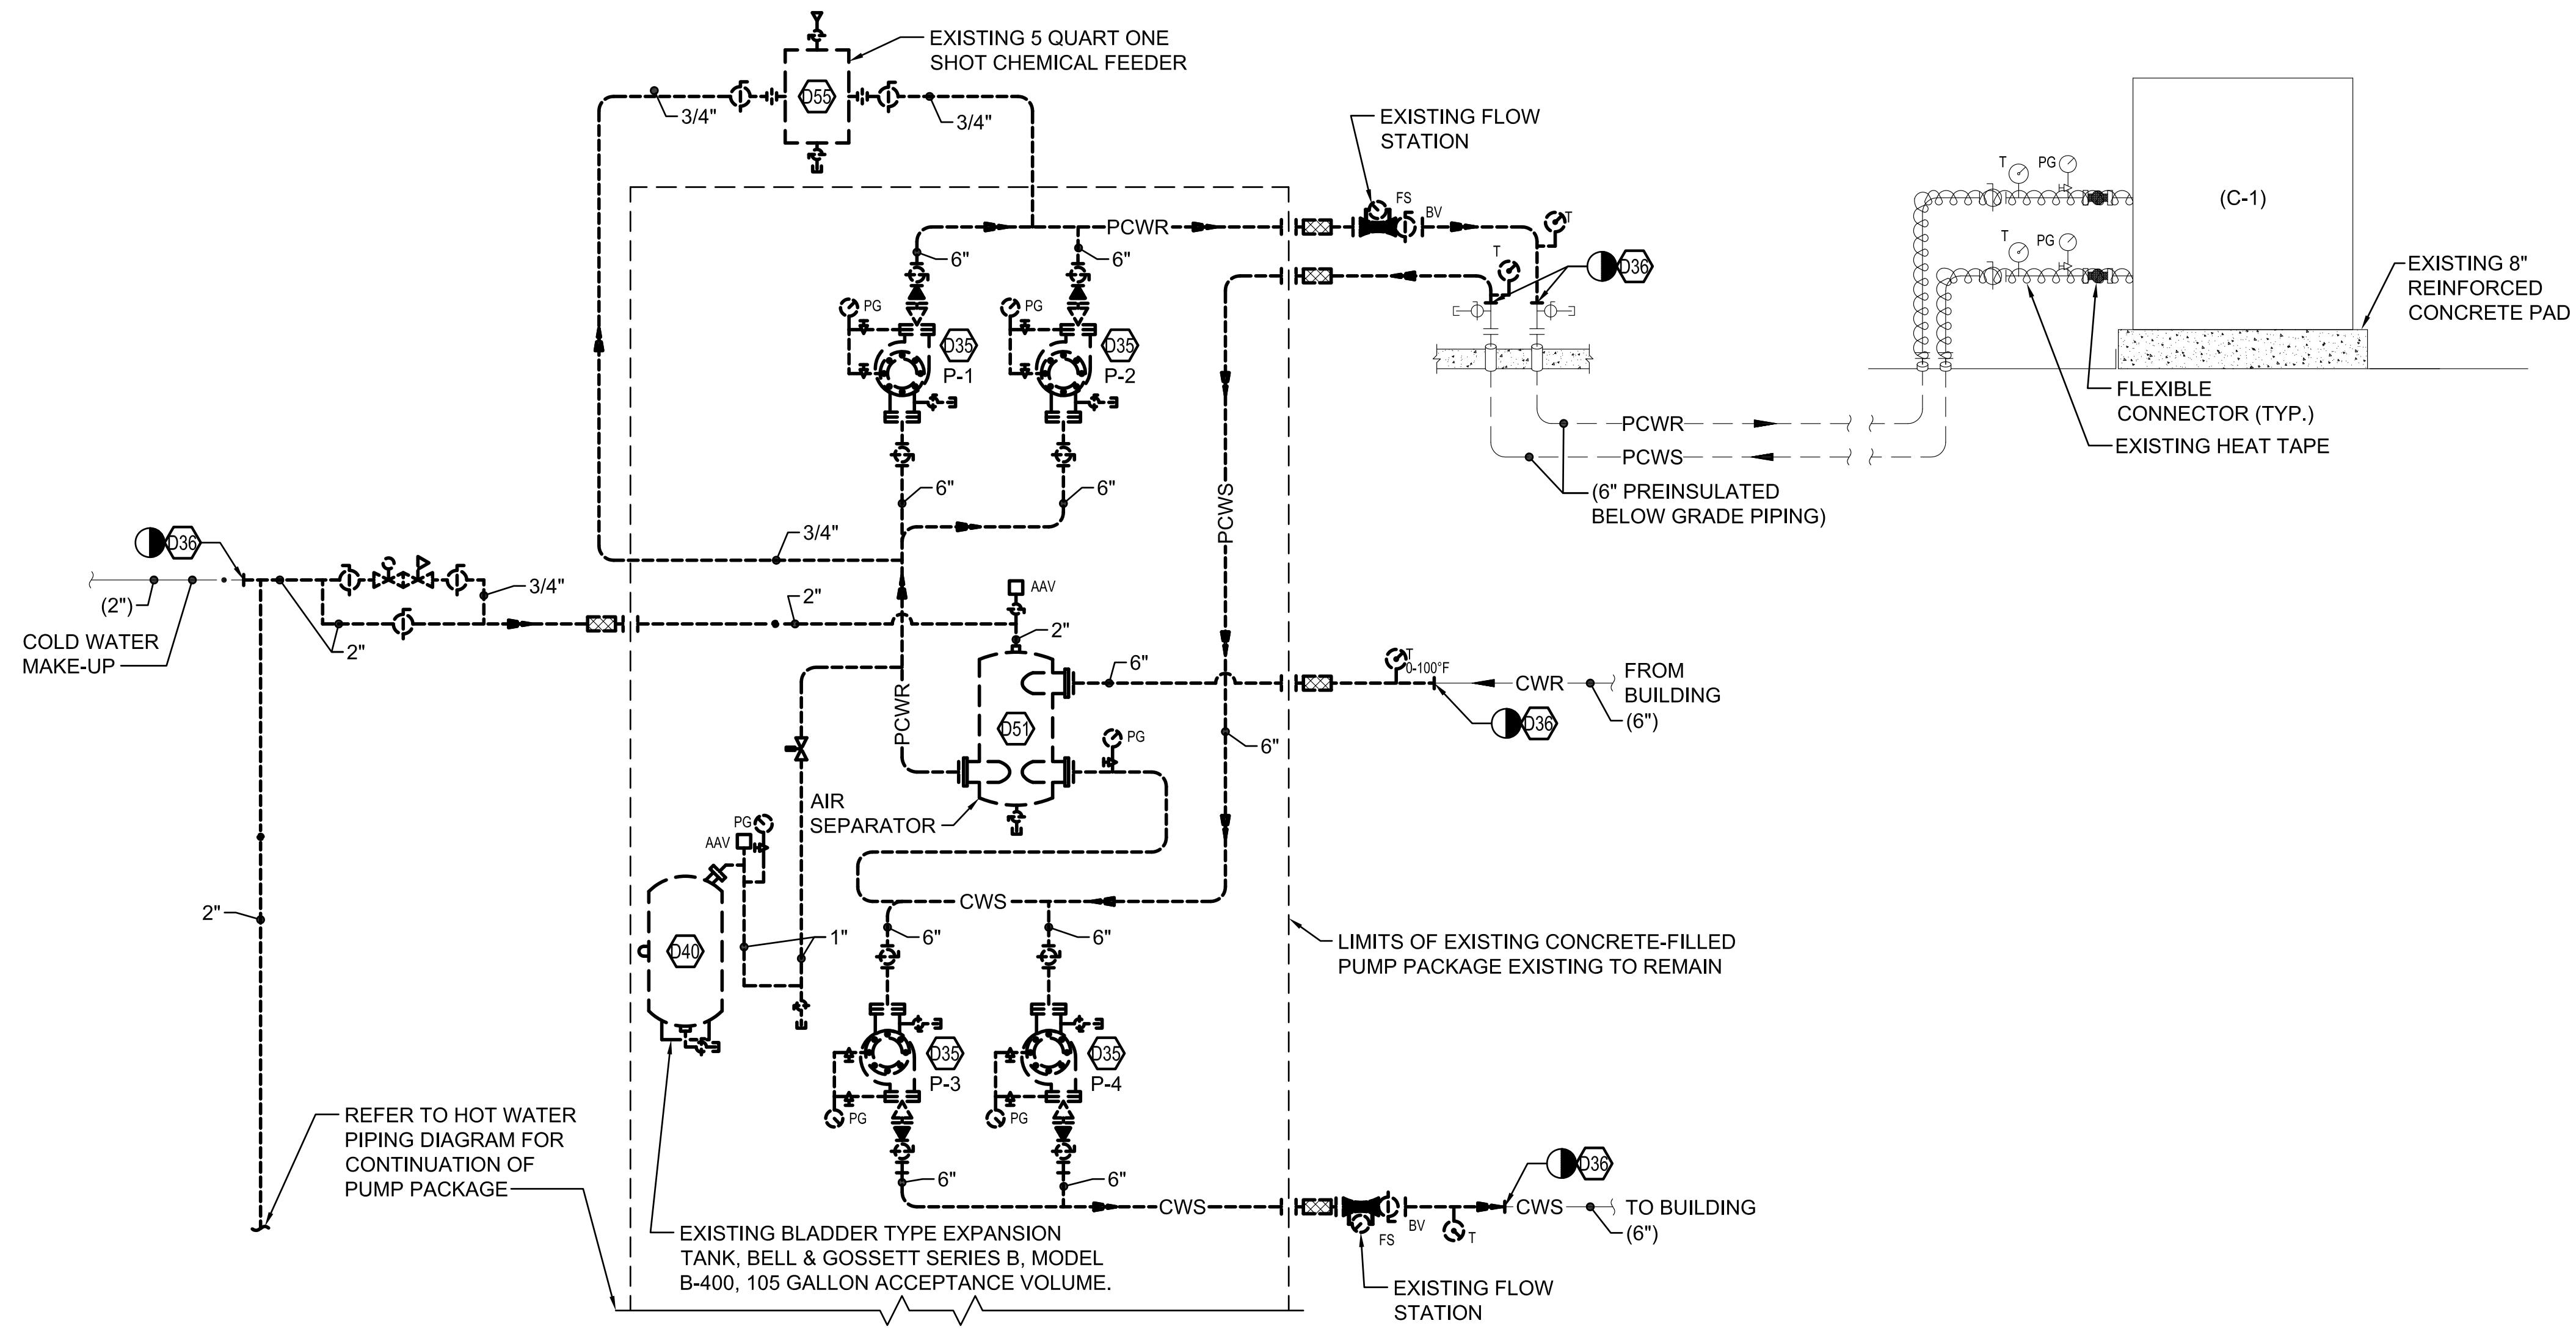 EXISTING 5 QUART ONE
SHOT CHEMICAL FEEDER
D55
3/4"
3/4"
EXISTING FLOW
STATION
FS
BV
T
T
PCWR
6"
6"
D36
PG
PG
D35
P-1
D35
P-2
T
PG
T
PG
(C-1)
EXISTING 8"
REINFORCED
CONCRETE PAD
FLEXIBLE
CONNECTOR (TYP.)
EXISTING HEAT TAPE
PCWR
PCWS
(6" PREINSULATED
BELOW GRADE PIPING)
6"
6"
PCWS
3/4"
D36
(2")
COLD WATER
MAKE-UP
3/4"
2"
2"
AAV
2"
6"
T
0-100°F
CWR
FROM
BUILDING
(6")
D36
D51
PCWR
PG
6"
AIR
SEPARATOR
PG
AAV
2"
D40
1"
CWS
6"
6"
LIMITS OF EXISTING CONCRETE-FILLED
PUMP PACKAGE EXISTING TO REMAIN
D35
P-3
D35
P-4
PG
PG
REFER TO HOT WATER
PIPING DIAGRAM FOR
CONTINUATION OF
PUMP PACKAGE
6"
6"
CWS
D36
CWS
TO BUILDING
(6")
FS
BV
T
EXISTING BLADDER TYPE EXPANSION
TANK, BELL & GOSSETT SERIES B, MODEL
B-400, 105 GALLON ACCEPTANCE VOLUME.
EXISTING FLOW
STATION